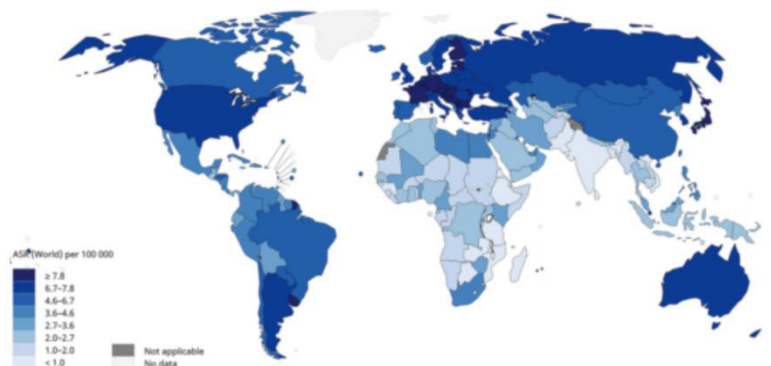 ASR (World) per 100 000
≥ 7.8
6.7–7.8
4.6–6.7
3.6–4.6
2.7–3.6
2.0–2.7
1.0–2.0
< 1.0
Not applicable
No data